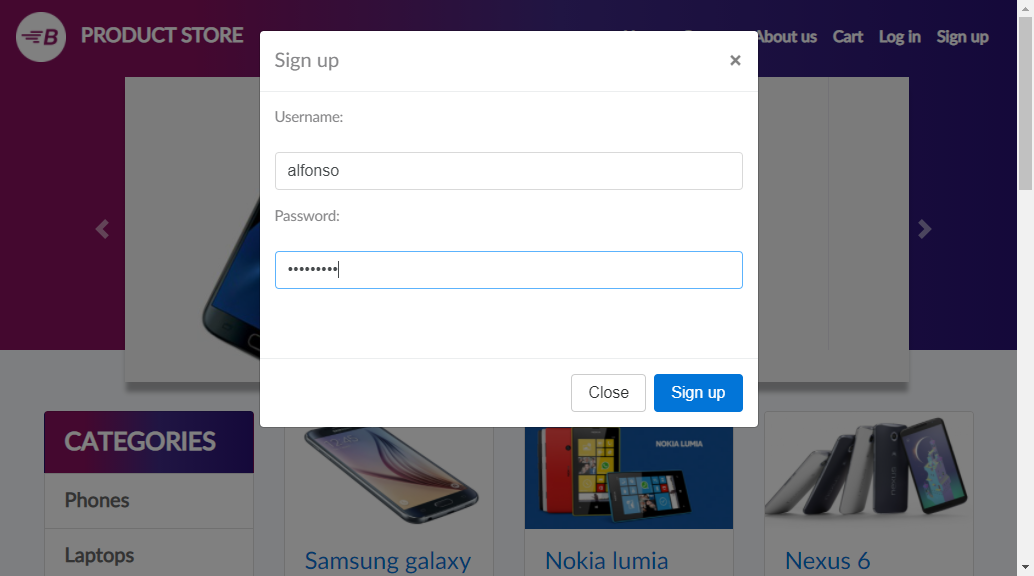 B PRODUCT STORE
About us Cart Log in Sign up
Sign up ×
Username:
alfonso
Password:
•••••••••
Close Sign up
CATEGORIES
Phones
Laptops
NOKIA LUMIA
Samsung galaxy
Nokia lumia
Nexus 6